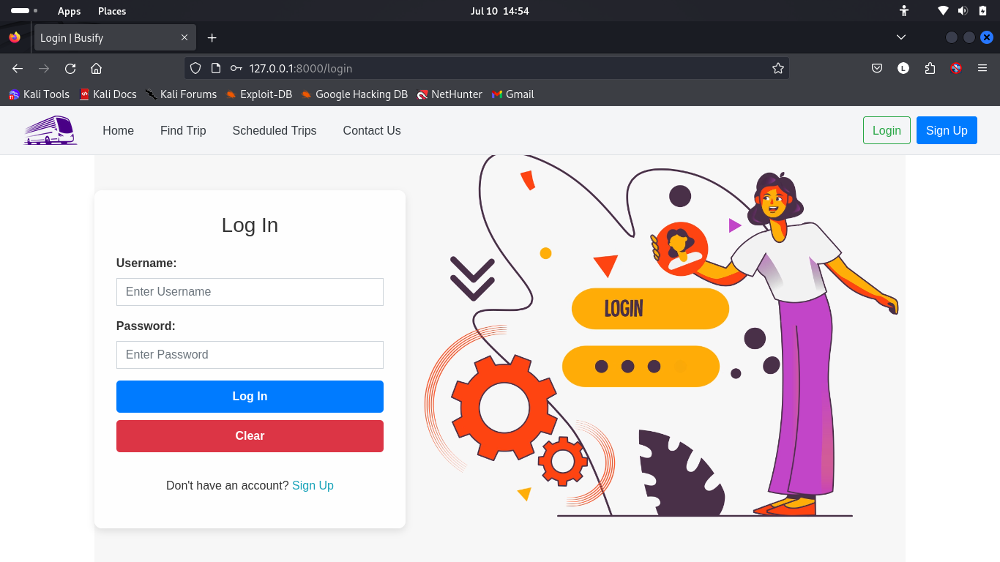 Apps Places Jul 10 14:54
Login | Busify
127.0.0.1:8000/login
L
Kali Tools Kali Docs Kali Forums Exploit-DB Google Hacking DB NetHunter Gmail
Home Find Trip Scheduled Trips Contact Us Login Sign Up
Log In
Username:
Enter Username
Password:
Enter Password
Log In
Clear
Don't have an account? Sign Up
LOGIN